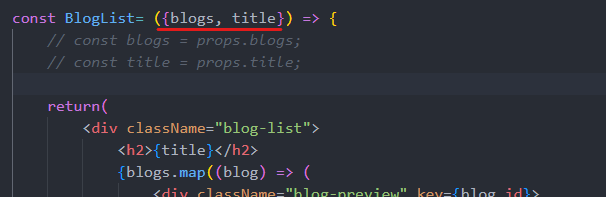 const BlogList= ({blogs, title}) => {
// const blogs = props.blogs;
// const title = props.title;
return(
<div className="blog-list">
<h2>{title}</h2>
{blogs.map((blog) => (
<div className="blog-preview" key={blog.id}>